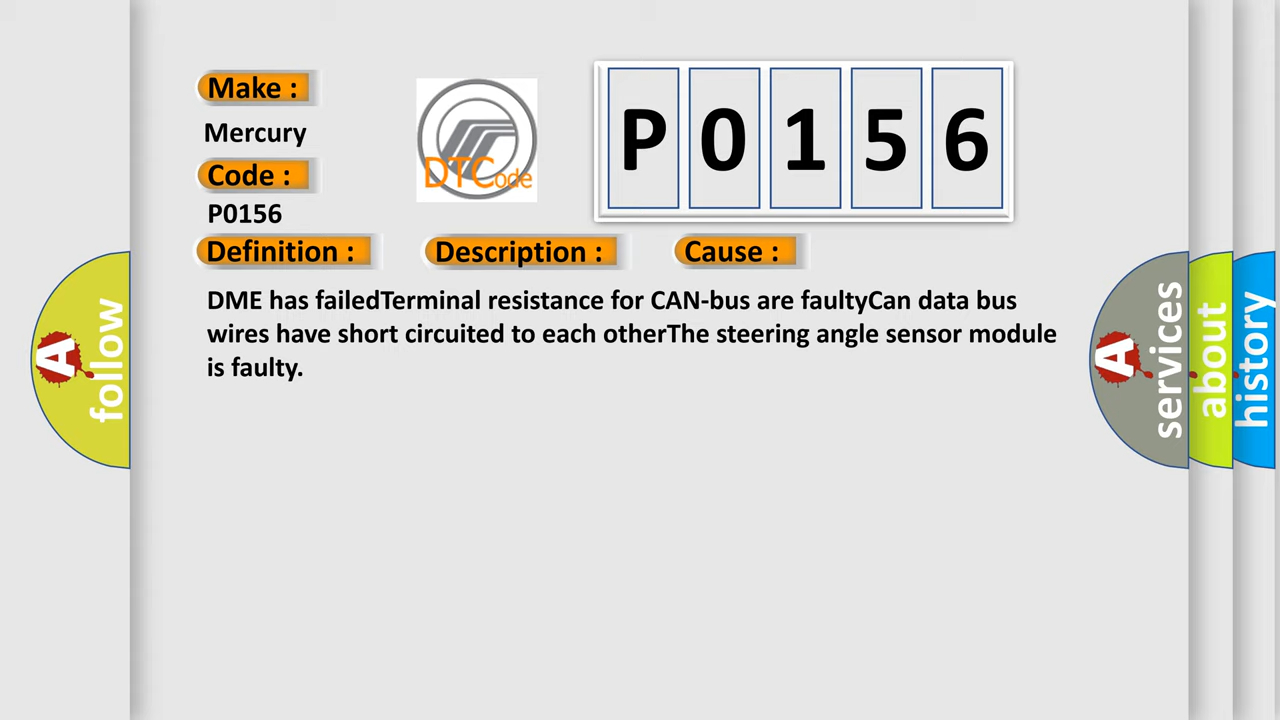 Make :
Mercury
Code :
P0156
DTCode
P0156
Definition :
Description :
Cause :
DME has failedTerminal resistance for CAN-bus are faultyCan data bus
wires have short circuited to each otherThe steering angle sensor module
is faulty.
A follow
A services
about
history